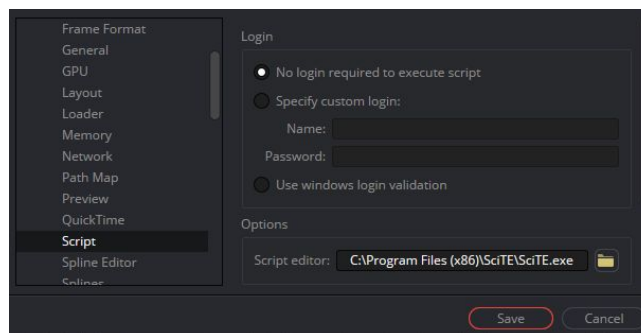 Frame Format
General
GPU
Layout
Loader
Memory
Network
Path Map
Preview
QuickTime
Script
Spline Editor
Splines
Login
No login required to execute script
Specify custom login:
Name:
Password:
Use windows login validation
Options
Script editor: C:\Program Files (x86)\SciTE\SciTE.exe
Save Cancel